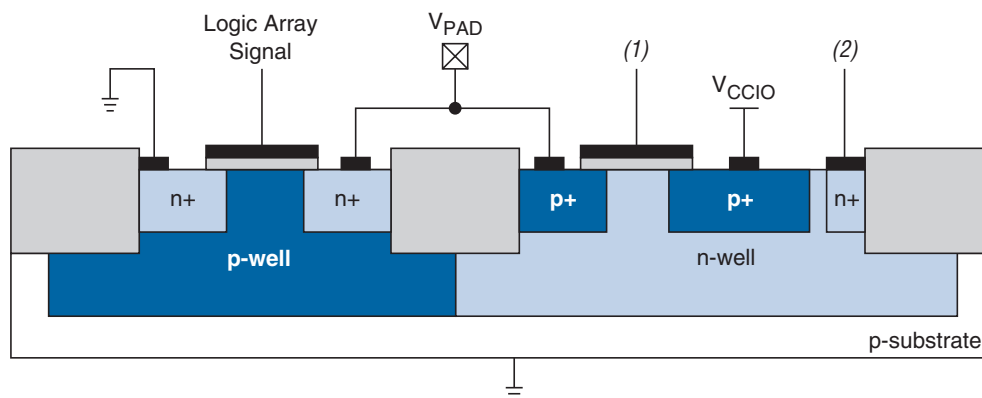 Logic Array
Signal
VPAD
(1)
(2)
VCCIO
n+
n+
p+
p+
n+
p-well
n-well
p-substrate